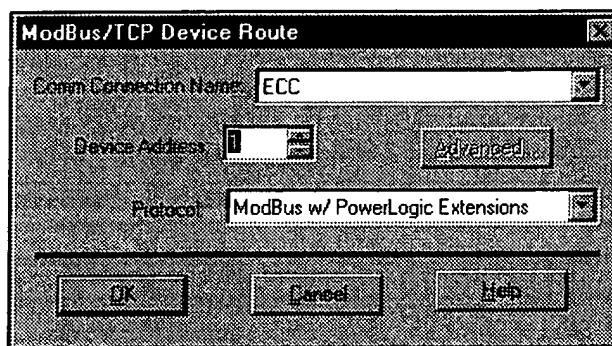 ModBus/TCP Device Route
Comm Connection Name: ECC
Device Address: 1 Advanced...
Protocol: ModBus w/ PowerLogic Extensions
OK Cancel Help